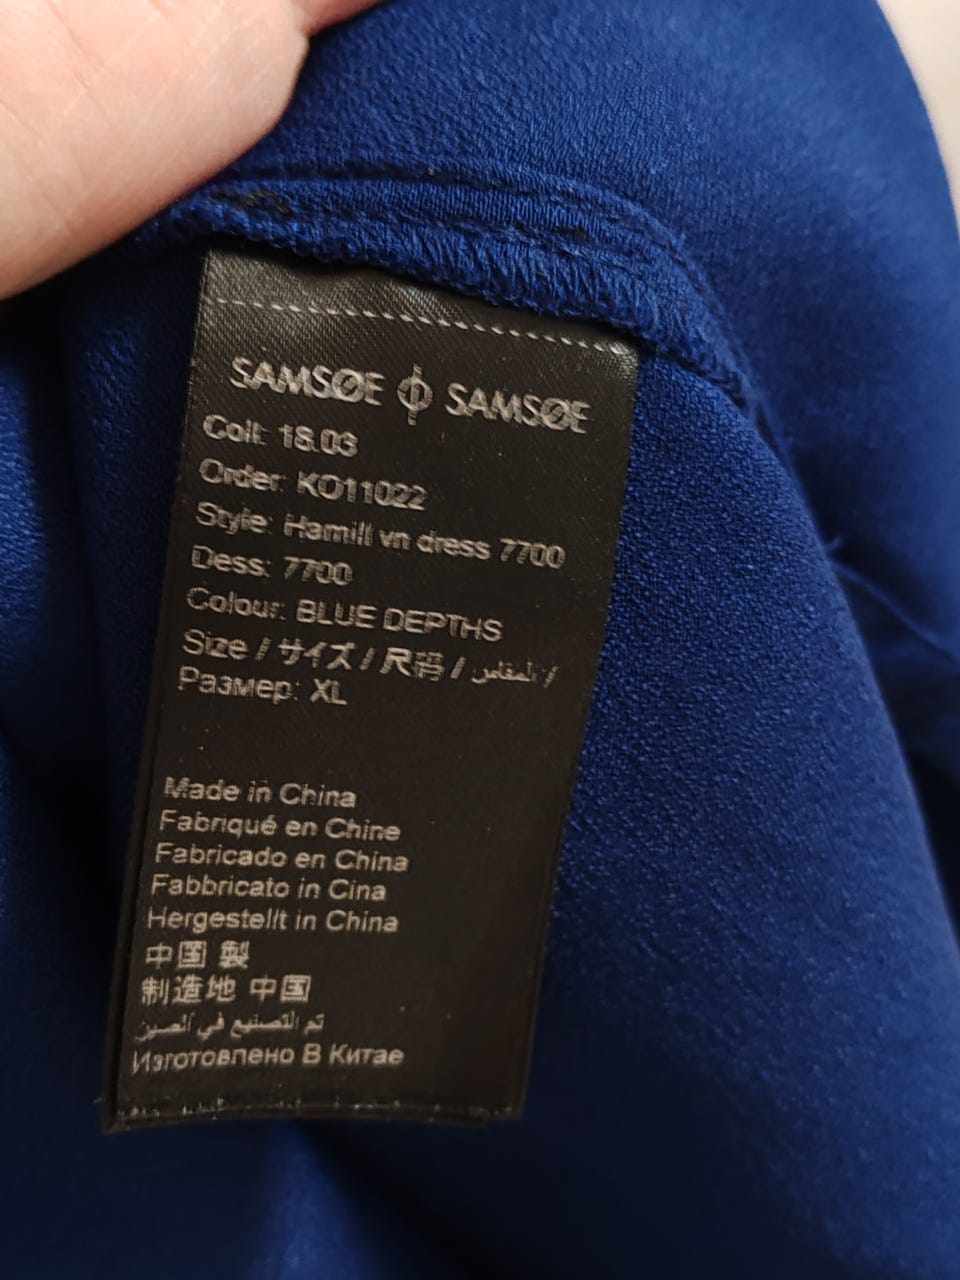 SAMSØE ϕ SAMSØE
Coll: 18.03
Order: KO11022
Style: Hamill vn dress 7700
Dess: 7700
Colour: BLUE DEPTHS
Size / サイズ / 尺码 / المقاس /
Размер: XL
Made in China
Fabriqué en Chine
Fabricado en China
Fabbricato in Cina
Hergestellt in China
中国 製
制造地 中国
تم التصنيع في الصين
Изготовлено В Китае